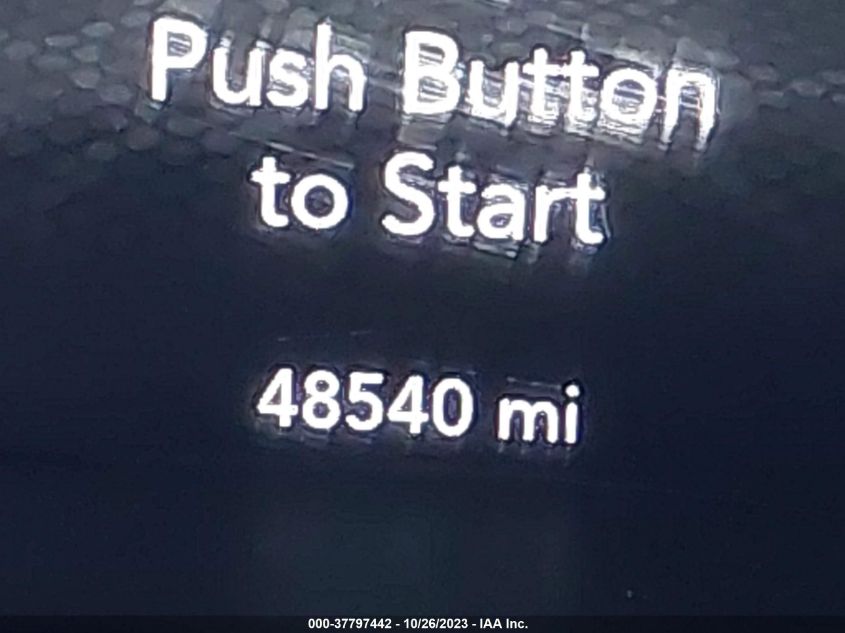 Push Button
to Start
48540 mi
000-37797442 - 10/26/2023 - IAA Inc.